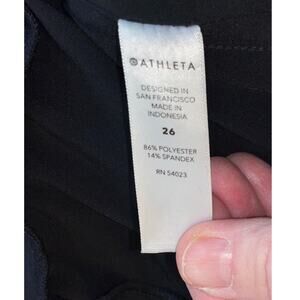 ATHLETA
DESIGNED IN
SAN FRANCISCO
MADE IN
INDONESIA
26
86% POLYESTER
14% SPANDEX
RN 54023